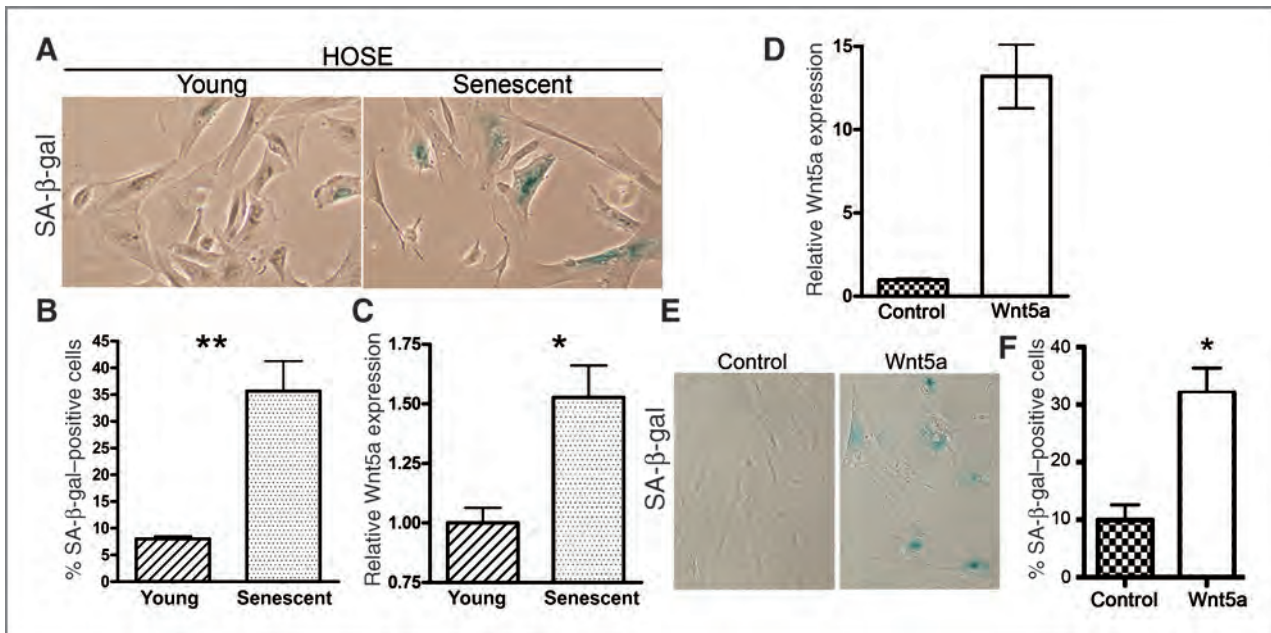 A
HOSE
Young
Senescent
SA-β-gal
B
**
% SA-β-gal–positive cells
45
40
35
30
25
20
15
10
5
0
Young
Senescent
C
*
Relative Wnt5a expression
1.75
1.50
1.25
1.00
0.75
Young
Senescent
D
Relative Wnt5a expression
15
10
5
0
Control
Wnt5a
E
Control
Wnt5a
SA-β-gal
F
*
% SA-β-gal–positive cells
40
30
20
10
0
Control
Wnt5a